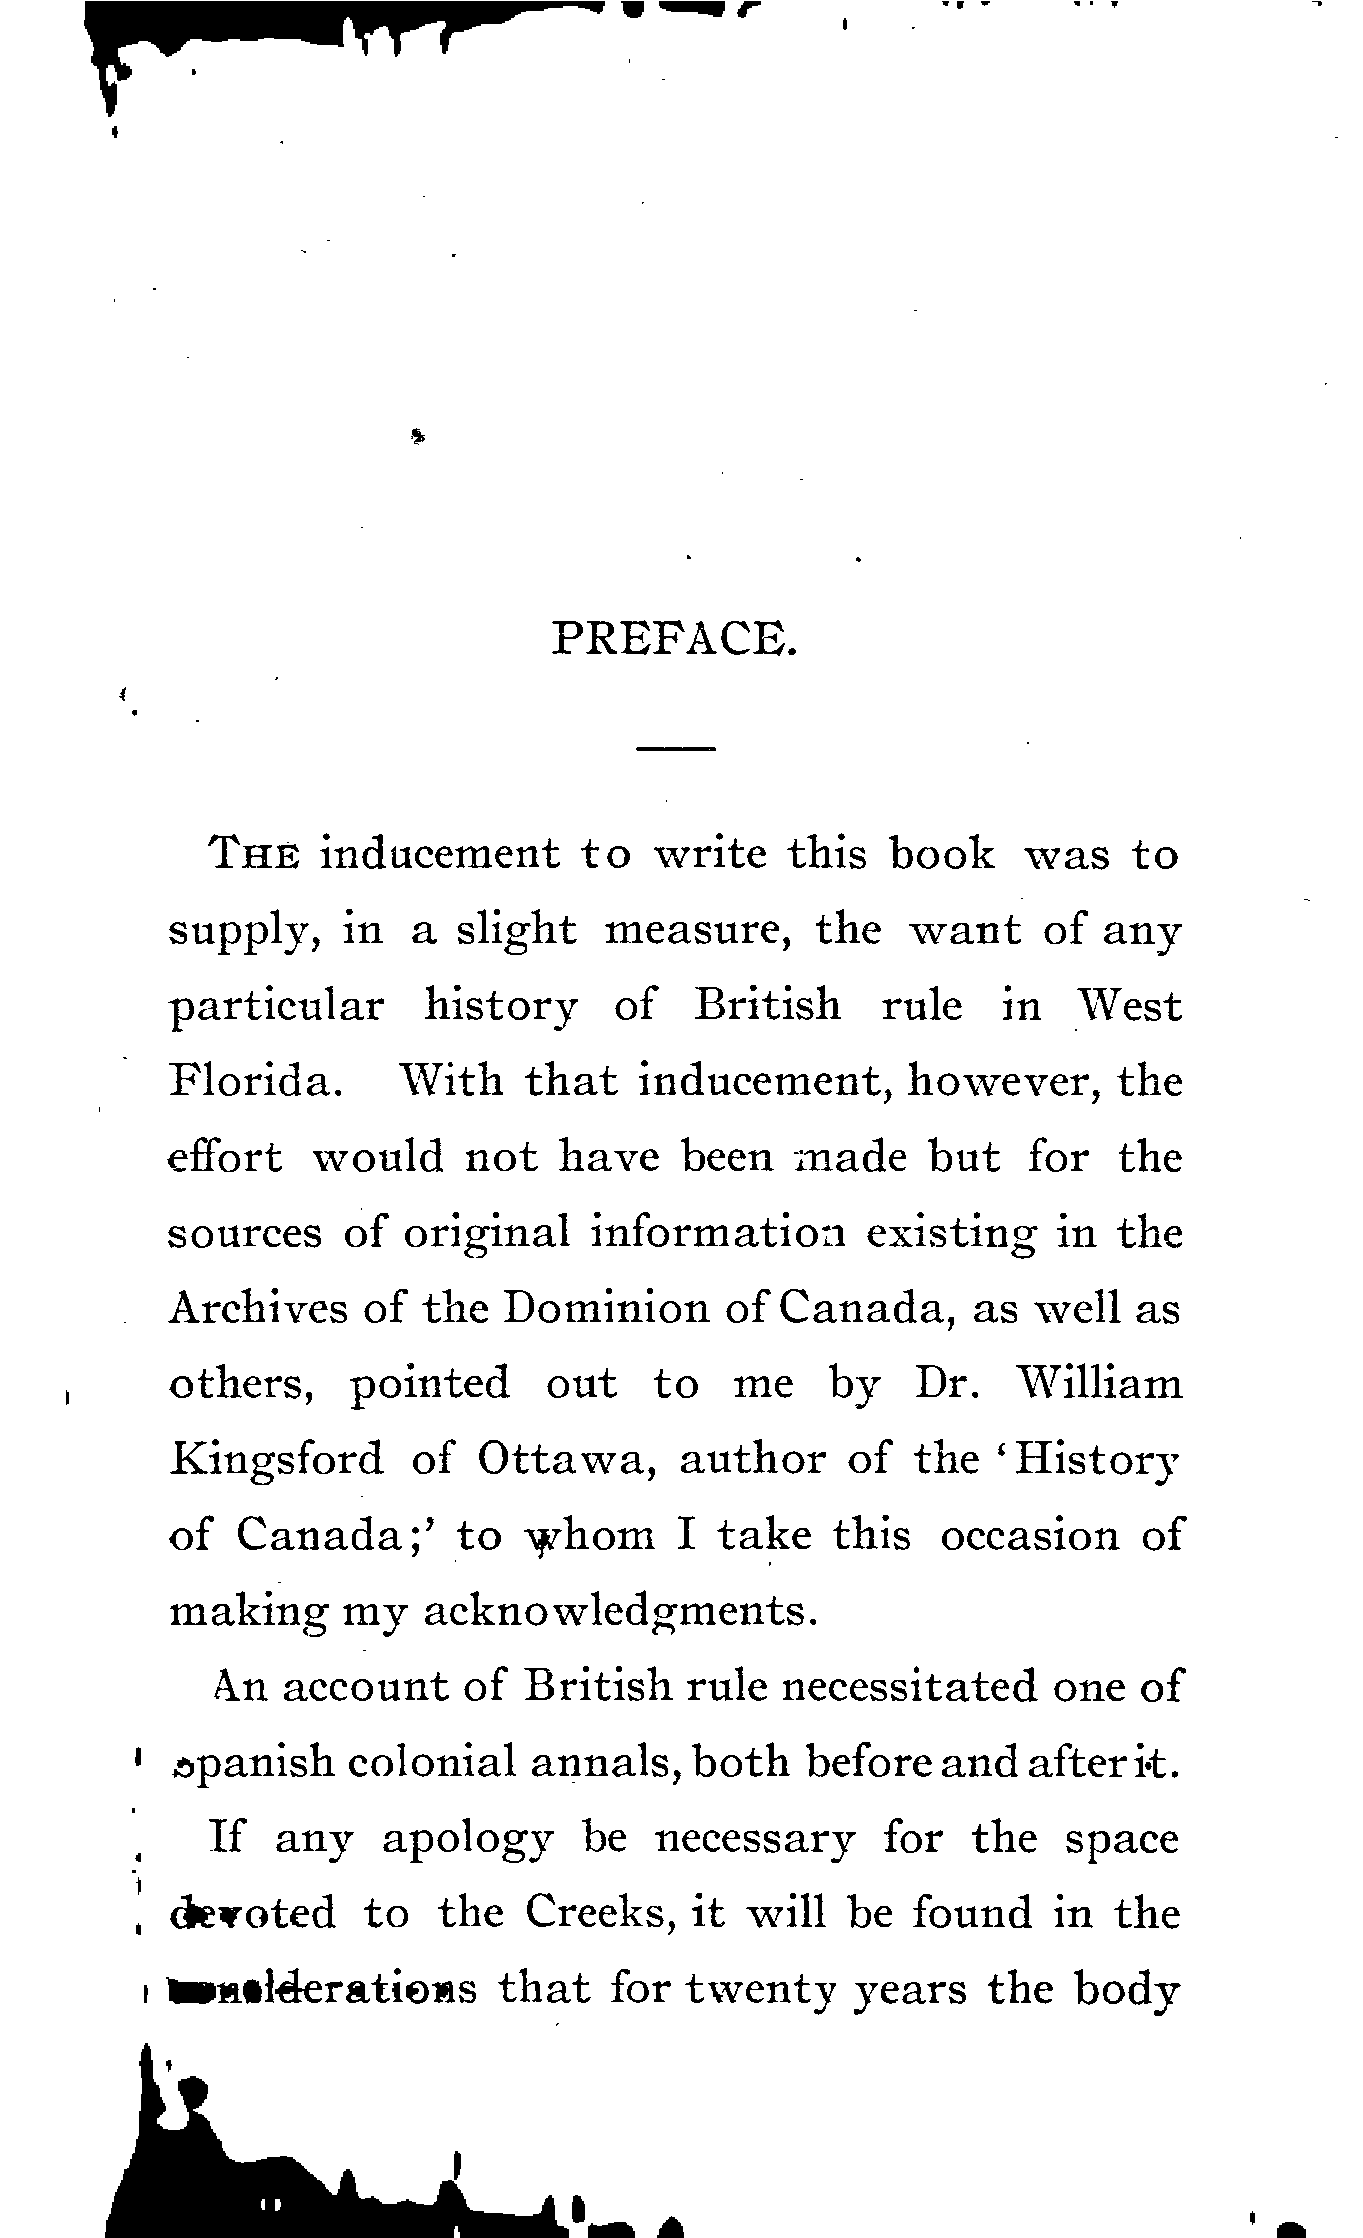 PREFACE.
THE inducement to write this book was to
supply, in a slight measure, the want of any
particular history of British rule in West
Florida. With that inducement, however, the
effort would not have been made but for the
sources of original information existing in the
Archives of the Dominion of Canada, as well as
others, pointed out to me by Dr. William
Kingsford of Ottawa, author of the ‘History
of Canada;’ to whom I take this occasion of
making my acknowledgments.
An account of British rule necessitated one of
Spanish colonial annals, both before and after it.
If any apology be necessary for the space
devoted to the Creeks, it will be found in the
considerations that for twenty years the body